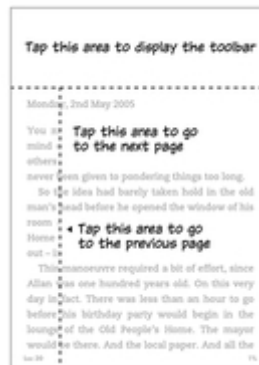 Tap this area to display the toolbar
Monday, 2nd May 2005
You
Tap this area to go
mind
to the next page
others
never been given to pondering things too long.
So the idea had barely taken hold in the old
man's head before he opened the window of his
room
Tap this area to go
Home
to the previous page
out –
This manoeuvre required a bit of effort, since
Allan was one hundred years old. On this very
day in fact. There was less than an hour to go
before his birthday party would begin in the
lounge of the Old People's Home. The mayor
would be there. And the local paper. And all the